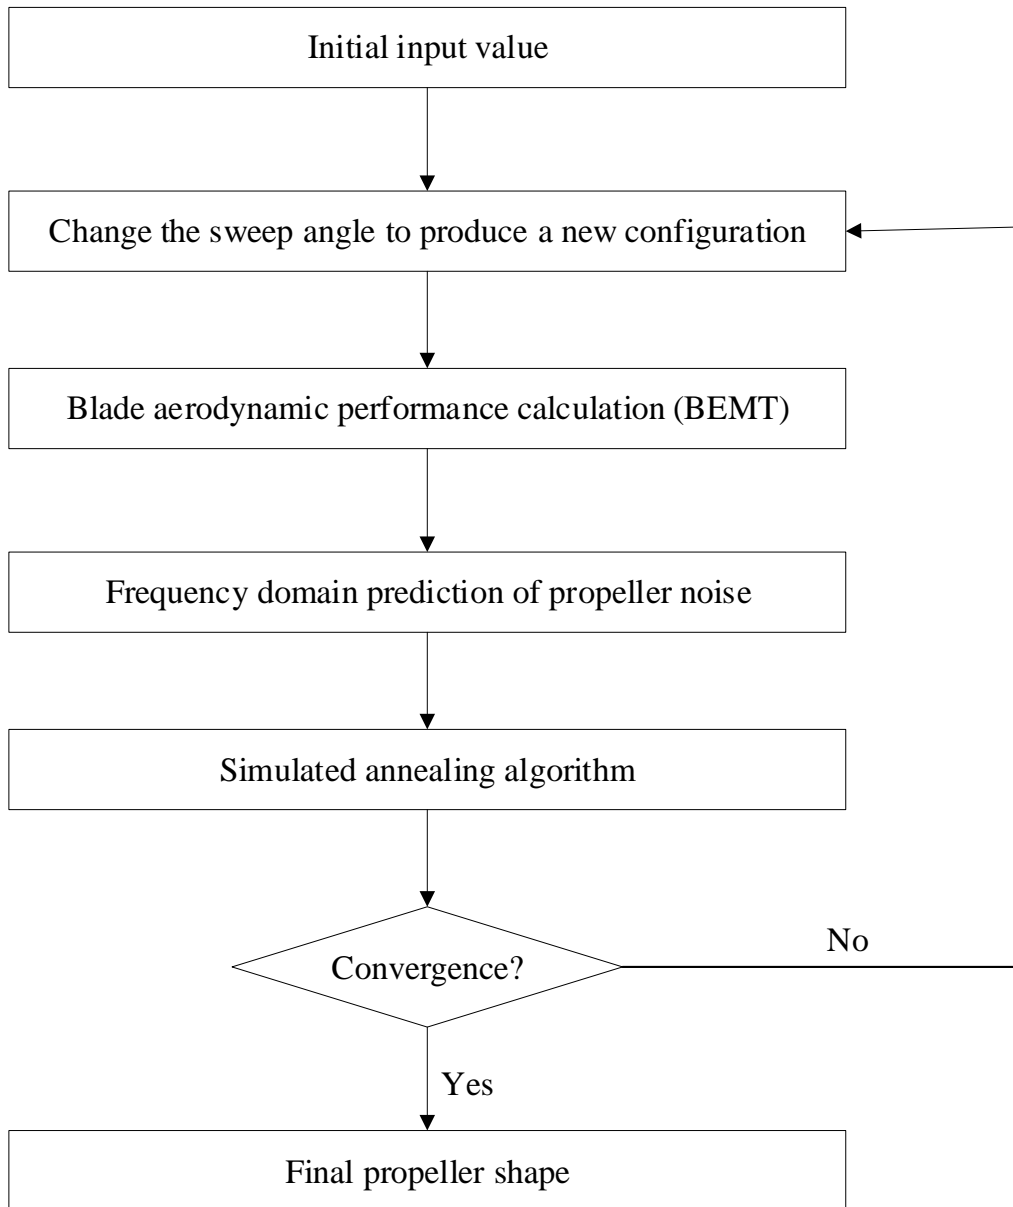 Initial input value
Change the sweep angle to produce a new configuration
Blade aerodynamic performance calculation (BEMT)
Frequency domain prediction of propeller noise
Simulated annealing algorithm
No
Convergence?
Yes
Final propeller shape